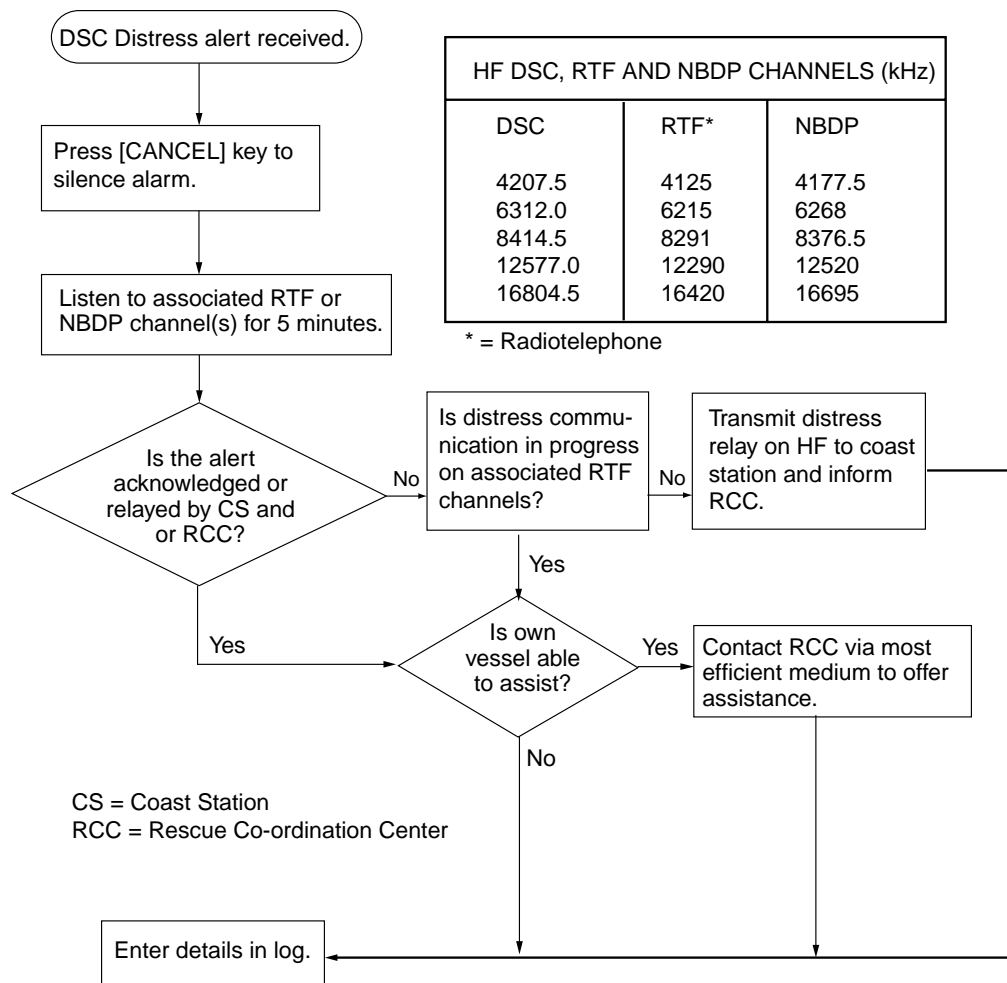 DSC Distress alert received.
Press [CANCEL] key to
silence alarm.
Listen to associated RTF or
NBDP channel(s) for 5 minutes.
HF DSC, RTF AND NBDP CHANNELS (kHz)
DSC RTF* NBDP
4207.5 4125 4177.5
6312.0 6215 6268
8414.5 8291 8376.5
12577.0 12290 12520
16804.5 16420 16695
* = Radiotelephone
Is the alert
acknowledged or
relayed by CS and
or RCC?
No
Is distress commu-
nication in progress
on associated RTF
channels?
No
Transmit distress
relay on HF to coast
station and inform
RCC.
Yes
Yes
Is own
vessel able
to assist?
Yes
Contact RCC via most
efficient medium to offer
assistance.
No
CS = Coast Station
RCC = Rescue Co-ordination Center
Enter details in log.